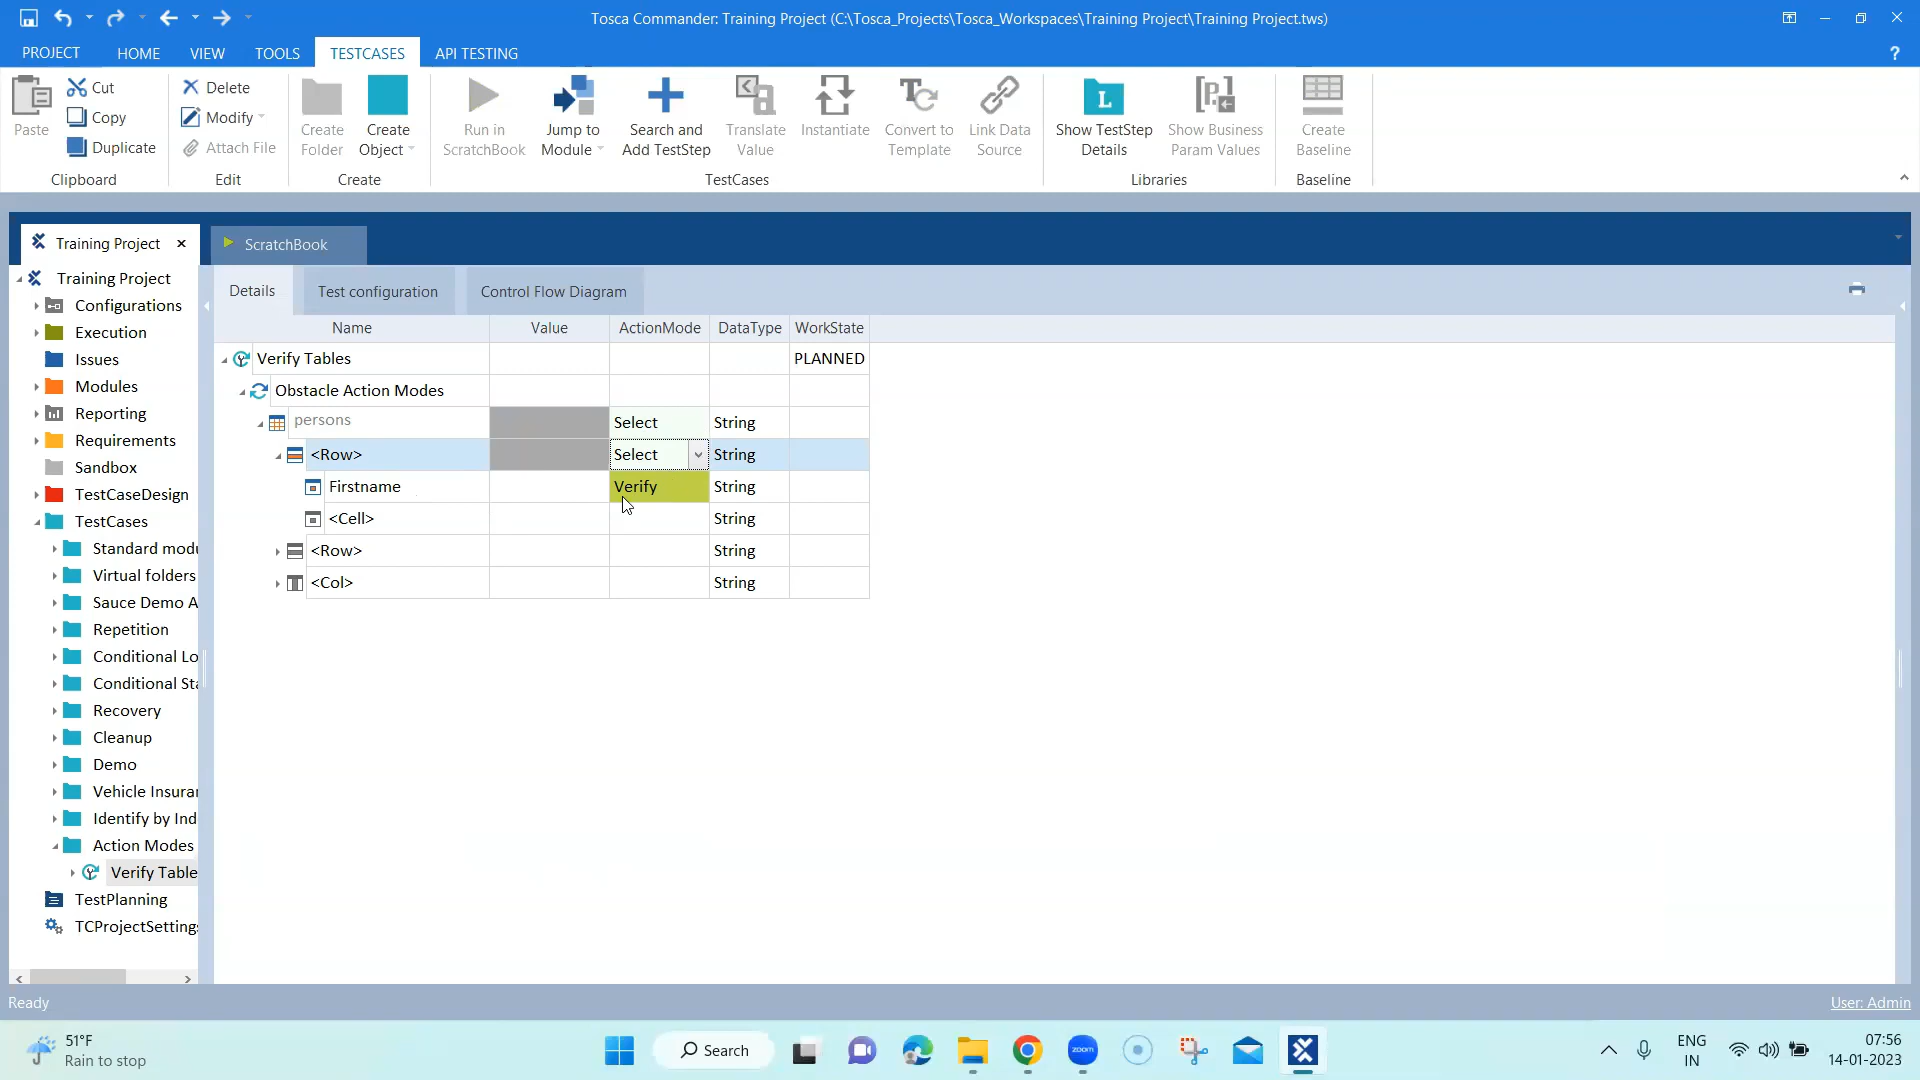 Tosca Commander: Training Project (C:\Tosca_Projects\Tosca_Workspaces\Training Project\Training Project.tws)
PROJECT HOME VIEW TOOLS TESTCASES API TESTING ?
Paste Cut Copy Duplicate
Clipboard
Delete Modify Attach File
Edit
Create Folder Create Object
Create
Run in ScratchBook Jump to Module Search and Add TestStep Translate Value Instantiate Convert to Template Link Data Source
TestCases
Show TestStep Details Show Business Param Values
Libraries
Create Baseline
Baseline
Training Project ScratchBook
Training Project
Configurations
Execution
Issues
Modules
Reporting
Requirements
Sandbox
TestCaseDesign
TestCases
Standard modu
Virtual folders
Sauce Demo A
Repetition
Conditional Lo
Conditional Sta
Recovery
Cleanup
Demo
Vehicle Insurar
Identify by Ind
Action Modes
Verify Table
TestPlanning
TCProjectSettings
Details Test configuration Control Flow Diagram
Name Value ActionMode DataType WorkState
Verify Tables PLANNED
Obstacle Action Modes
persons Select String
<Row> Select String
Firstname Verify String
<Cell> String
<Row> String
<Col> String
Ready User: Admin
51°F
Rain to stop
Search
zoom
ENG
IN
07:56
14-01-2023